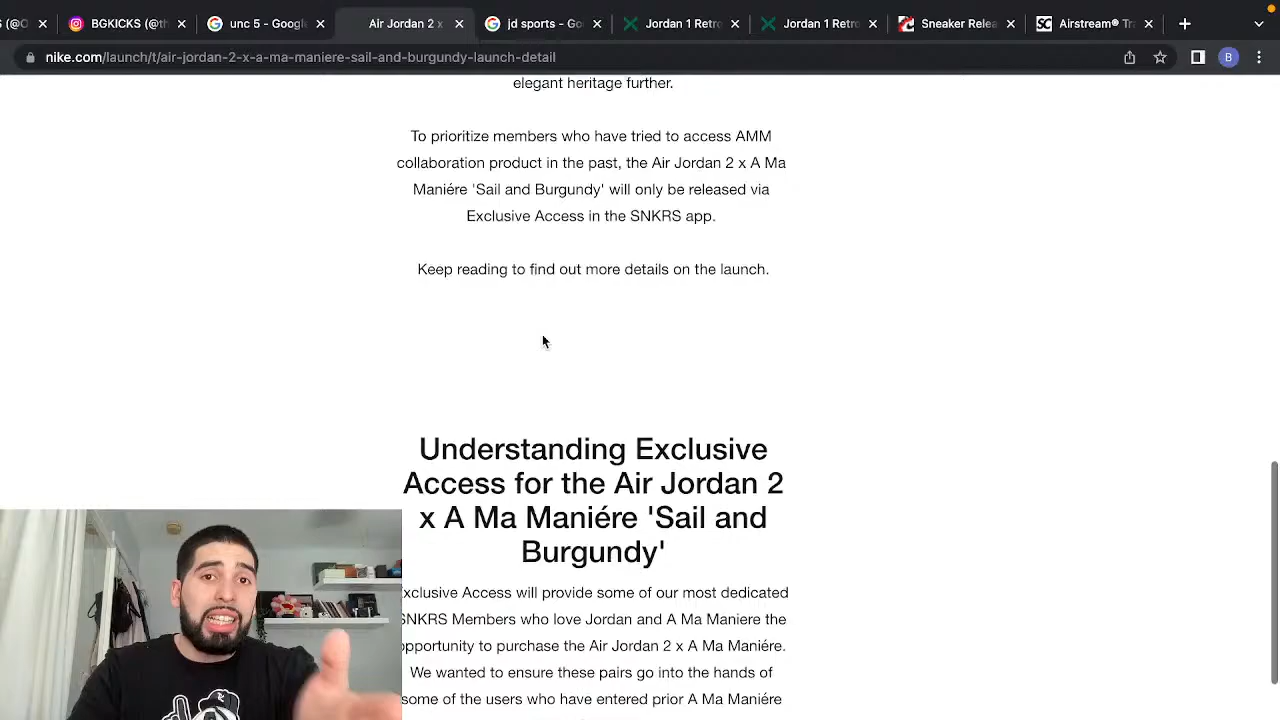 S (@O
BGKICKS (@th
unc 5 - Google
Air Jordan 2 x
jd sports - Goo
Jordan 1 Retro
Jordan 1 Retro
Sneaker Relea
SC
Airstream® Tra
nike.com/launch/t/air-jordan-2-x-a-ma-maniere-sail-and-burgundy-launch-detail
B
elegant heritage further.
To prioritize members who have tried to access AMM
collaboration product in the past, the Air Jordan 2 x A Ma
Maniére 'Sail and Burgundy' will only be released via
Exclusive Access in the SNKRS app.
Keep reading to find out more details on the launch.
Understanding Exclusive
Access for the Air Jordan 2
x A Ma Maniére 'Sail and
Burgundy'
xclusive Access will provide some of our most dedicated
SNKRS Members who love Jordan and A Ma Maniere the
pportunity to purchase the Air Jordan 2 x A Ma Maniére.
We wanted to ensure these pairs go into the hands of
some of the users who have entered prior A Ma Maniére